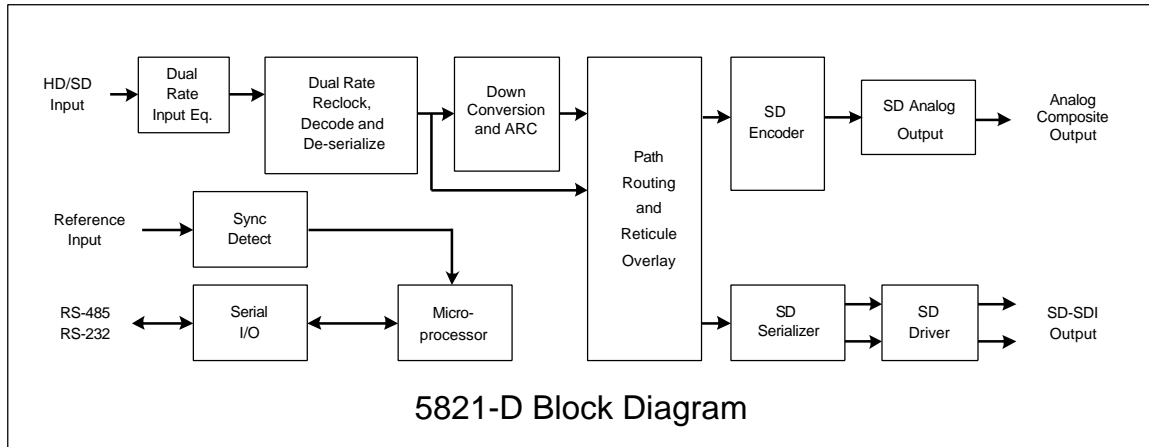 HD/SD
Input
Dual
Rate
Input Eq.
Dual Rate
Reclock,
Decode and
De-serialize
Down
Conversion
and ARC
Path
Routing
and
Reticule
Overlay
SD
Encoder
SD Analog
Output
Analog
Composite
Output
Reference
Input
Sync
Detect
RS-485
RS-232
Serial
I/O
Micro-
processor
SD
Serializer
SD
Driver
SD-SDI
Output
5821-D Block Diagram